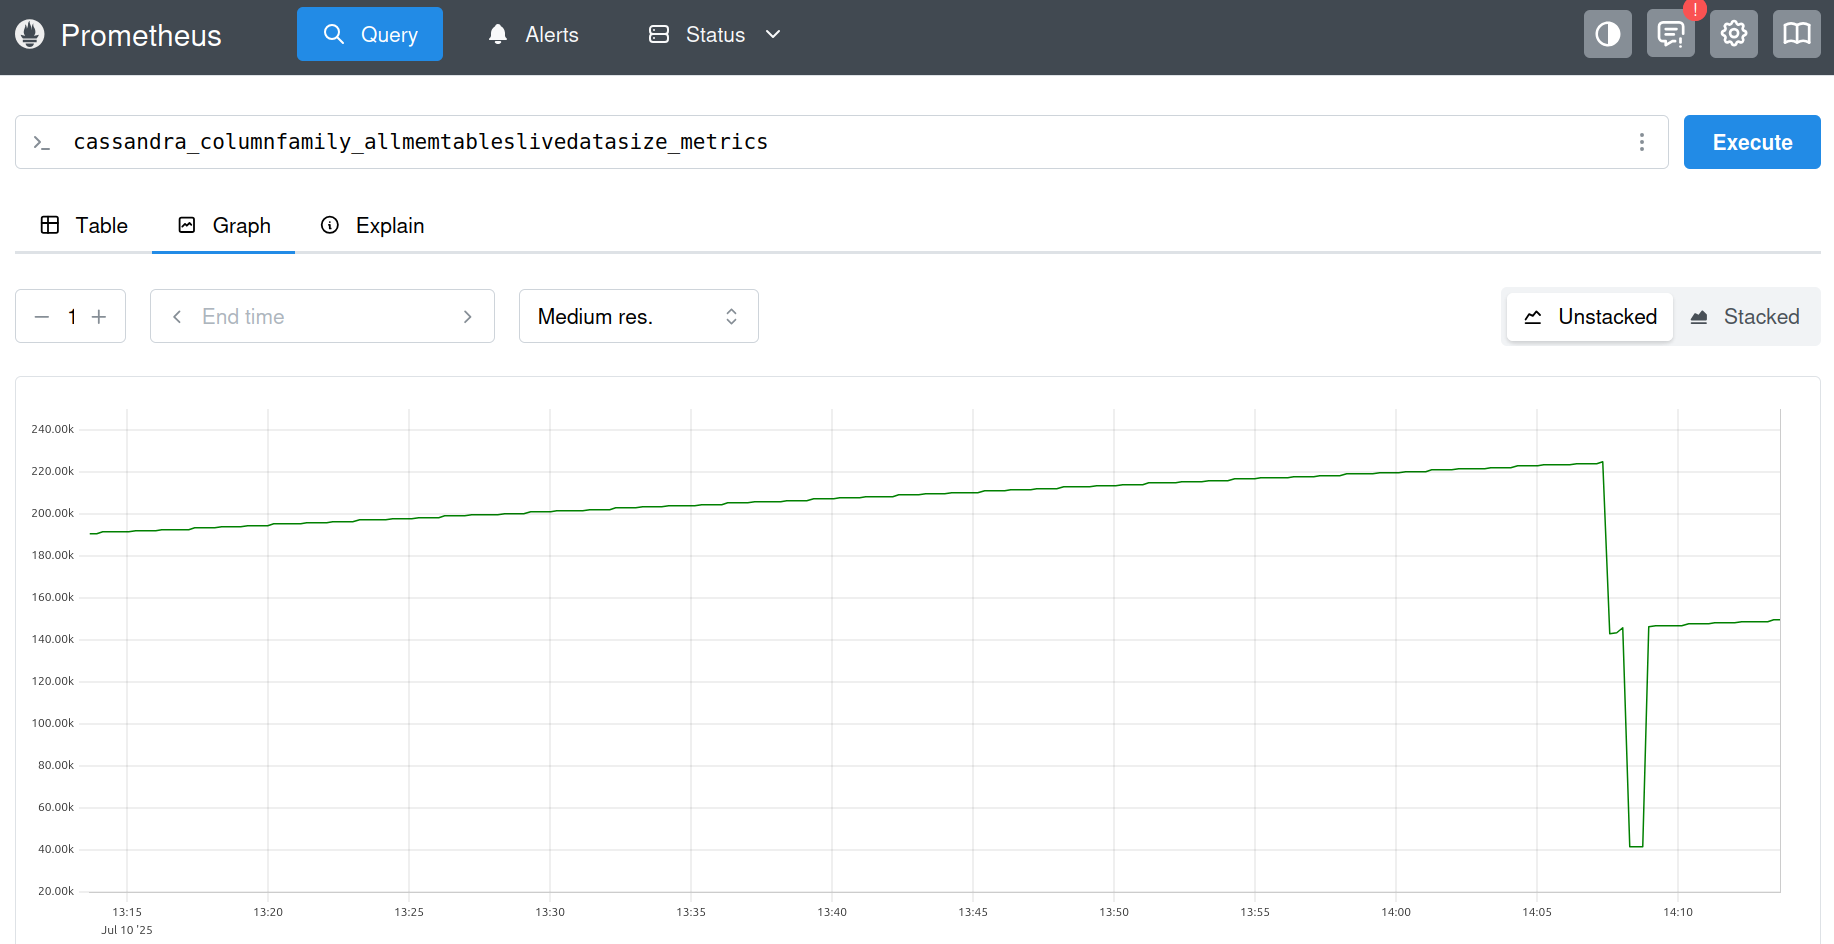 Prometheus Query Alerts Status !
cassandra_columnfamily_allmemtableslivedatasize_metrics Execute
Table Graph Explain
1 End time Medium res. Unstacked Stacked
240.00k
220.00k
200.00k
180.00k
160.00k
140.00k
120.00k
100.00k
80.00k
60.00k
40.00k
20.00k
13:15 13:20 13:25 13:30 13:35 13:40 13:45 13:50 13:55 14:00 14:05 14:10
Jul 10 '25